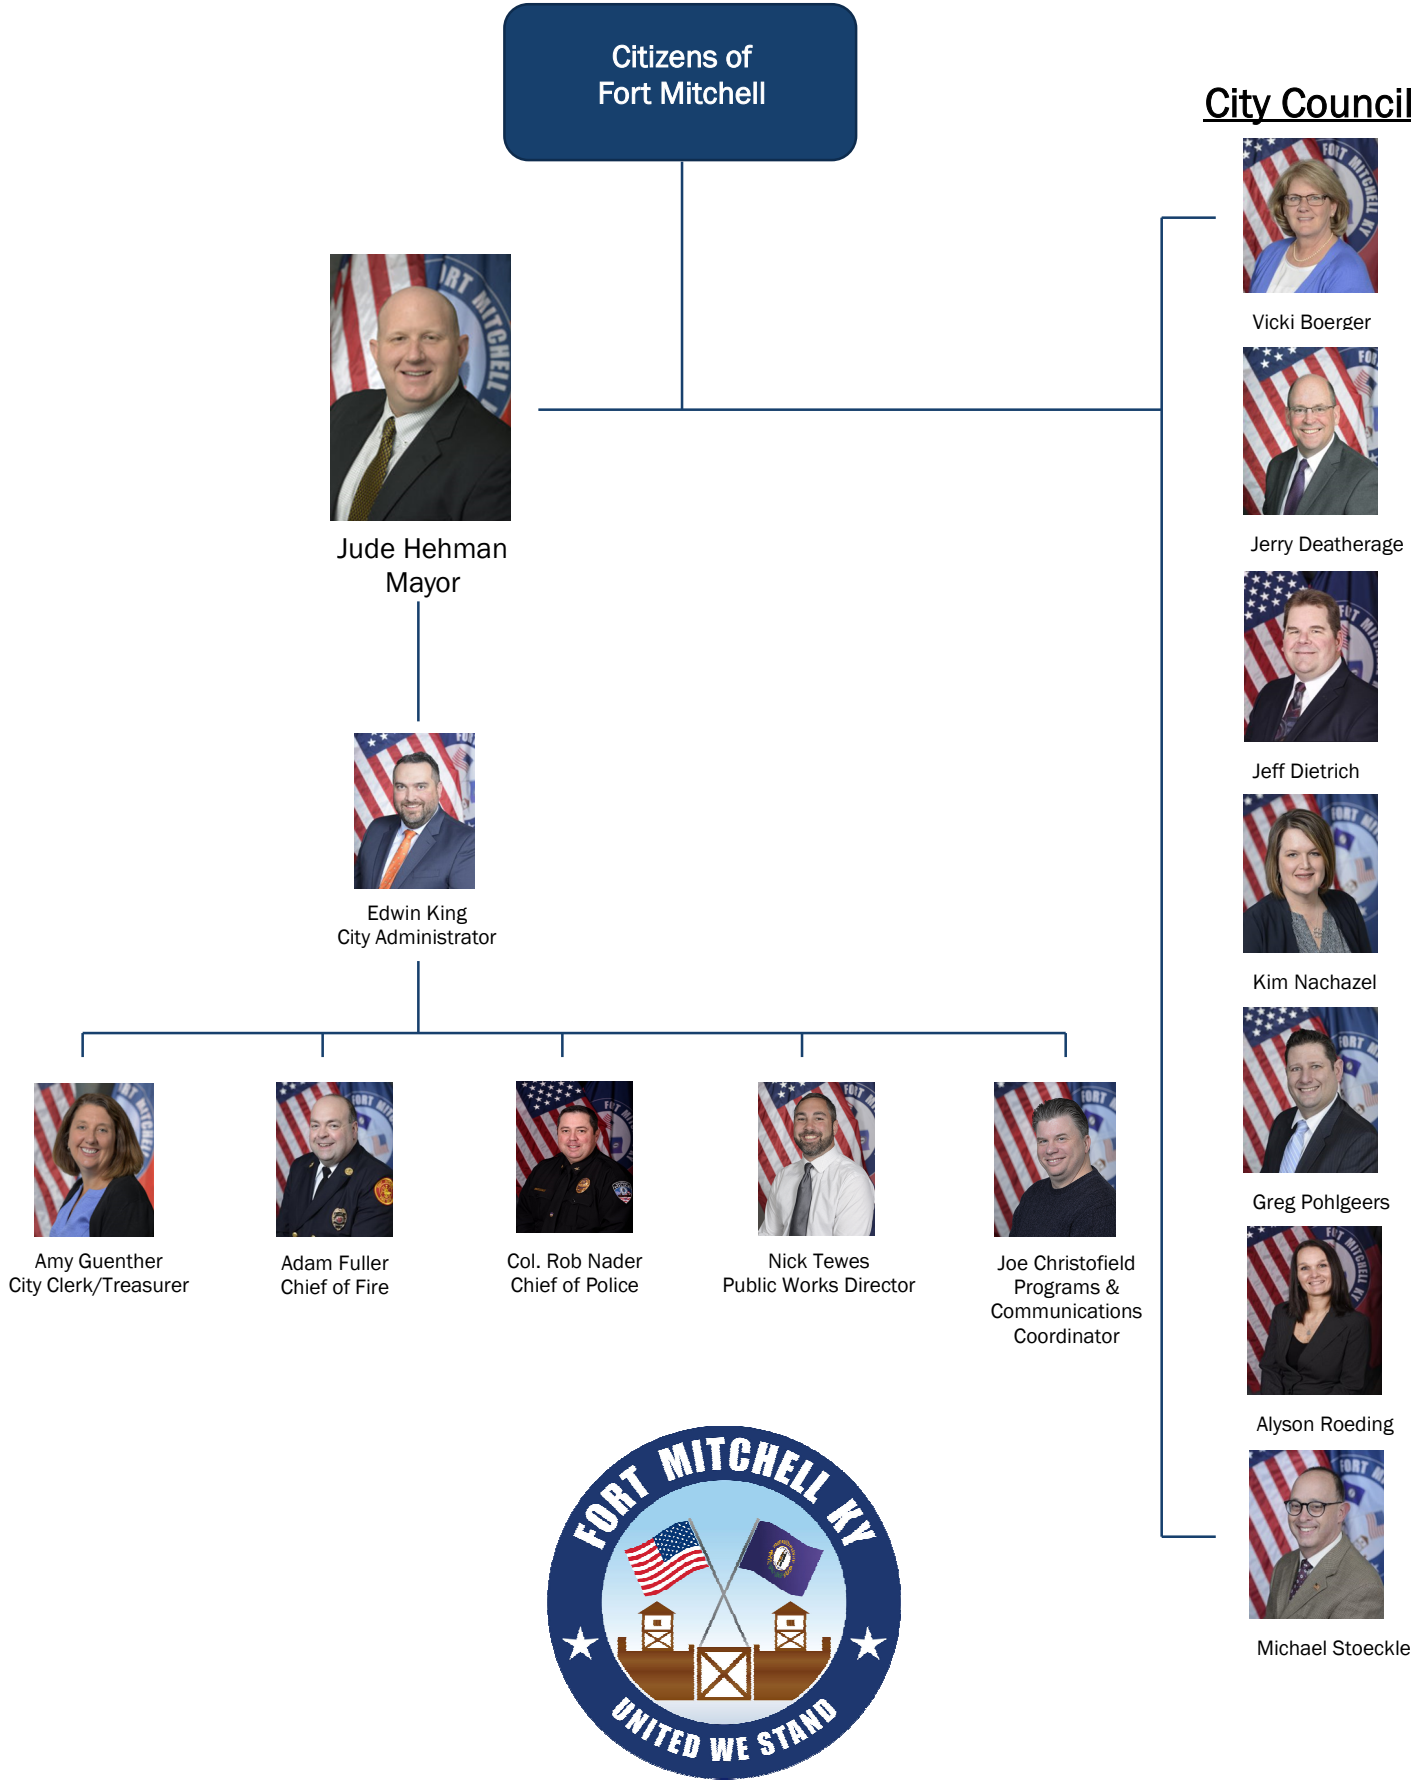 Citizens of
Fort Mitchell
City Council
Vicki Boerger
Jerry Deatherage
Jeff Dietrich
Kim Nachazel
Greg Pohlgeers
Alyson Roeding
Michael Stoeckle
Jude Hehman
Mayor
Edwin King
City Administrator
Amy Guenther
City Clerk/Treasurer
Adam Fuller
Chief of Fire
Col. Rob Nader
Chief of Police
Nick Tewes
Public Works Director
Joe Christofield
Programs &
Communications
Coordinator
FORT MITCHELL KY
UNITED WE STAND